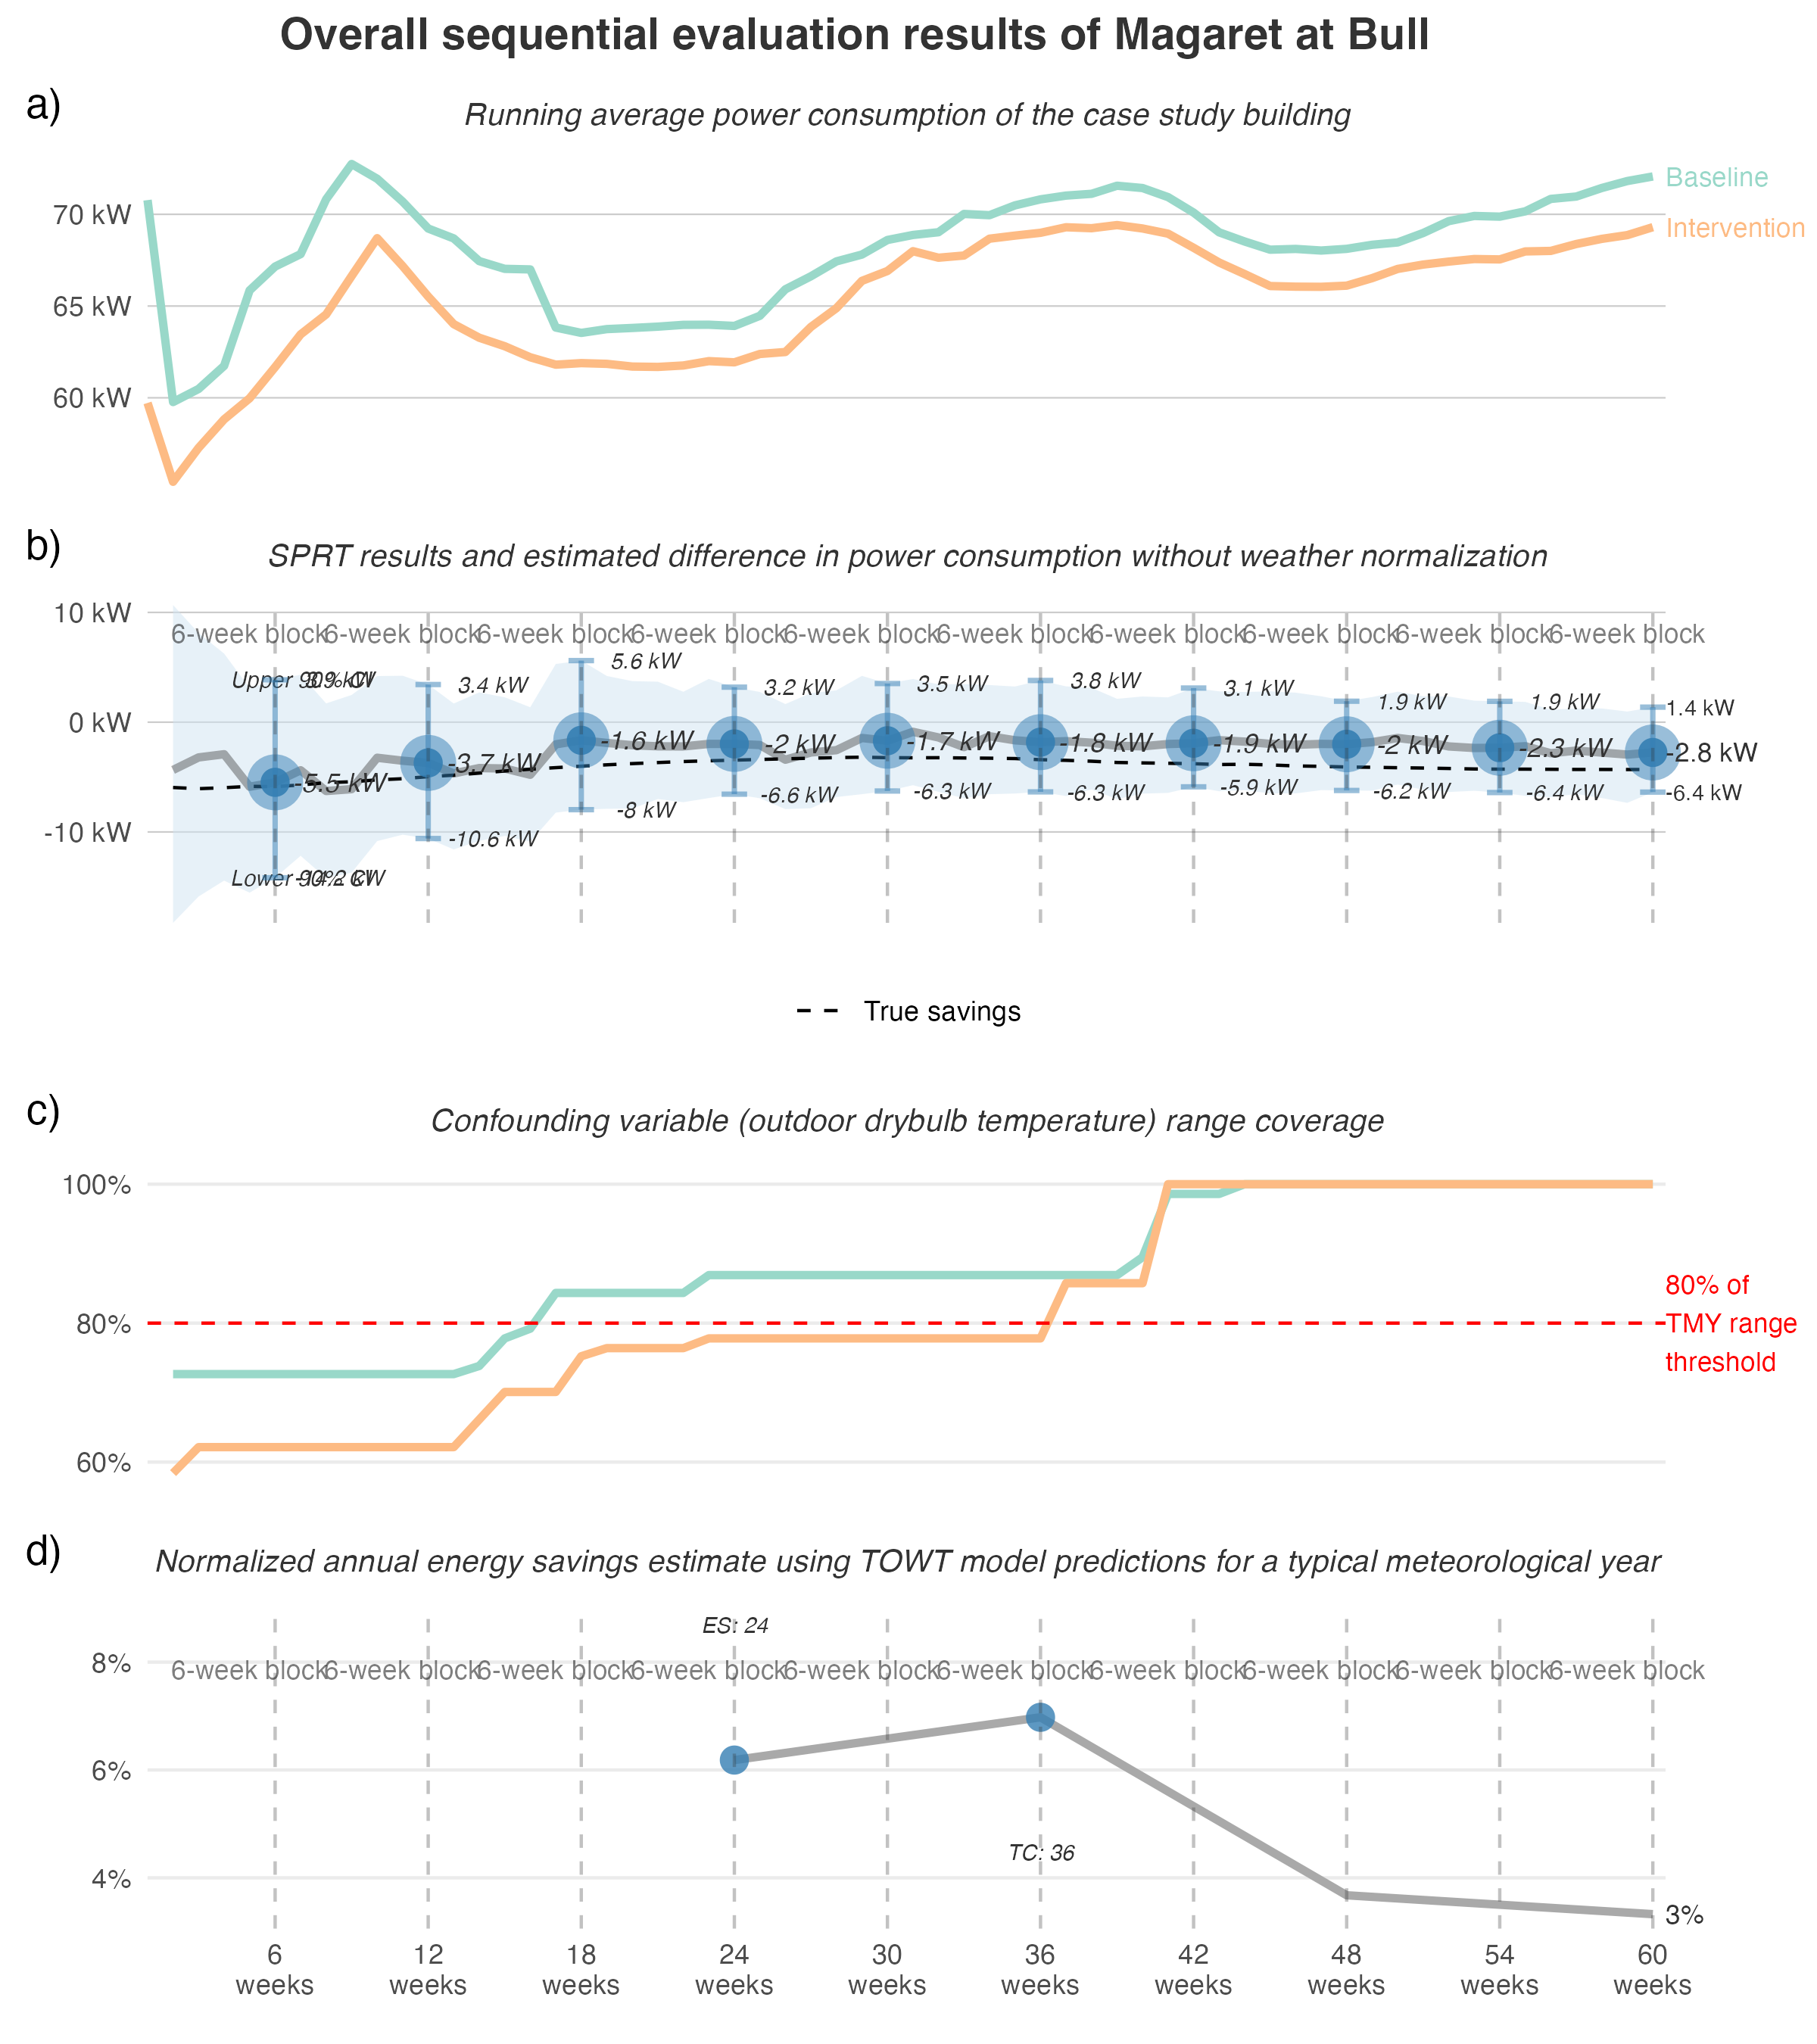 Overall sequential evaluation results of Magaret at Bull
a)
Running average power consumption of the case study building
70 kW
65 kW
60 kW
Baseline
Intervention
b)
SPRT results and estimated difference in power consumption without weather normalization
10 kW
0 kW
-10 kW
6-week block 6-week block 6-week block 6-week block 6-week block 6-week block 6-week block 6-week block 6-week block 6-week block
Upper 90% CI 3.9 kW 3.4 kW 5.6 kW 3.2 kW 3.5 kW 3.8 kW 3.1 kW 1.9 kW 1.9 kW 1.4 kW
-5.5 kW -3.7 kW -1.6 kW -2 kW -1.7 kW -1.8 kW -1.9 kW -2 kW -2.3 kW -2.8 kW
Lower 90% CI -14.2 kW -10.6 kW -8 kW -6.6 kW -6.3 kW -6.3 kW -5.9 kW -6.2 kW -6.4 kW -6.4 kW
True savings
c)
Confounding variable (outdoor drybulb temperature) range coverage
100%
80%
60%
80% of
TMY range
threshold
d)
Normalized annual energy savings estimate using TOWT model predictions for a typical meteorological year
ES: 24
8%
6-week block 6-week block 6-week block 6-week block 6-week block 6-week block 6-week block 6-week block 6-week block 6-week block
6%
TC: 36
4%
3%
6 12 18 24 30 36 42 48 54 60
weeks weeks weeks weeks weeks weeks weeks weeks weeks weeks